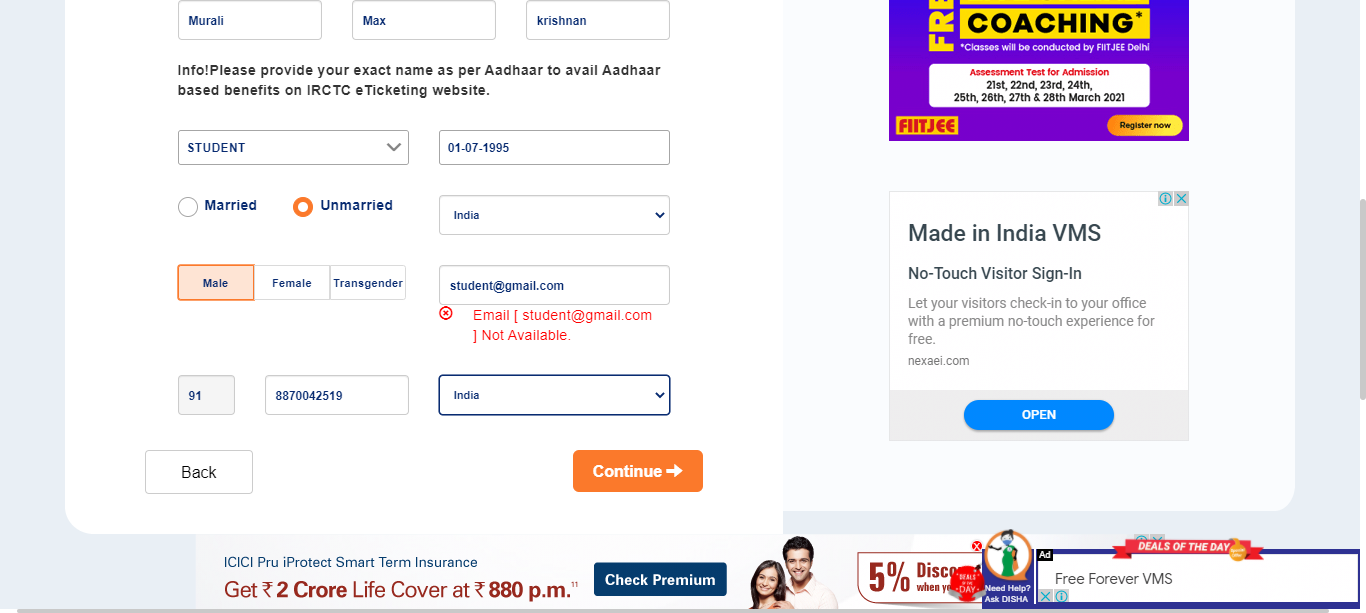 Murali
Max
krishnan
Info!Please provide your exact name as per Aadhaar to avail Aadhaar
based benefits on IRCTC eTicketing website.
STUDENT
01-07-1995
Married
Unmarried
India
Male
Female
Transgender
student@gmail.com
Email [ student@gmail.com
] Not Available.
91
8870042519
India
Back
Continue
FREE
COACHING*
*Classes will be conducted by FIITJEE Delhi
Assessment Test for Admission
21st, 22nd, 23rd, 24th,
25th, 26th, 27th & 28th March 2021
FIITJEE
Register now
Made in India VMS
No-Touch Visitor Sign-In
Let your visitors check-in to your office
with a premium no-touch experience for
free.
nexaei.com
OPEN
ICICI Pru iProtect Smart Term Insurance
Get ₹ 2 Crore Life Cover at ₹ 880 p.m.11
Check Premium
5% Disco
when yo
DEALS
OF THE
DAY
Need Help?
Ask DISHA
Ad
DEALS OF THE DAY
Free Forever VMS